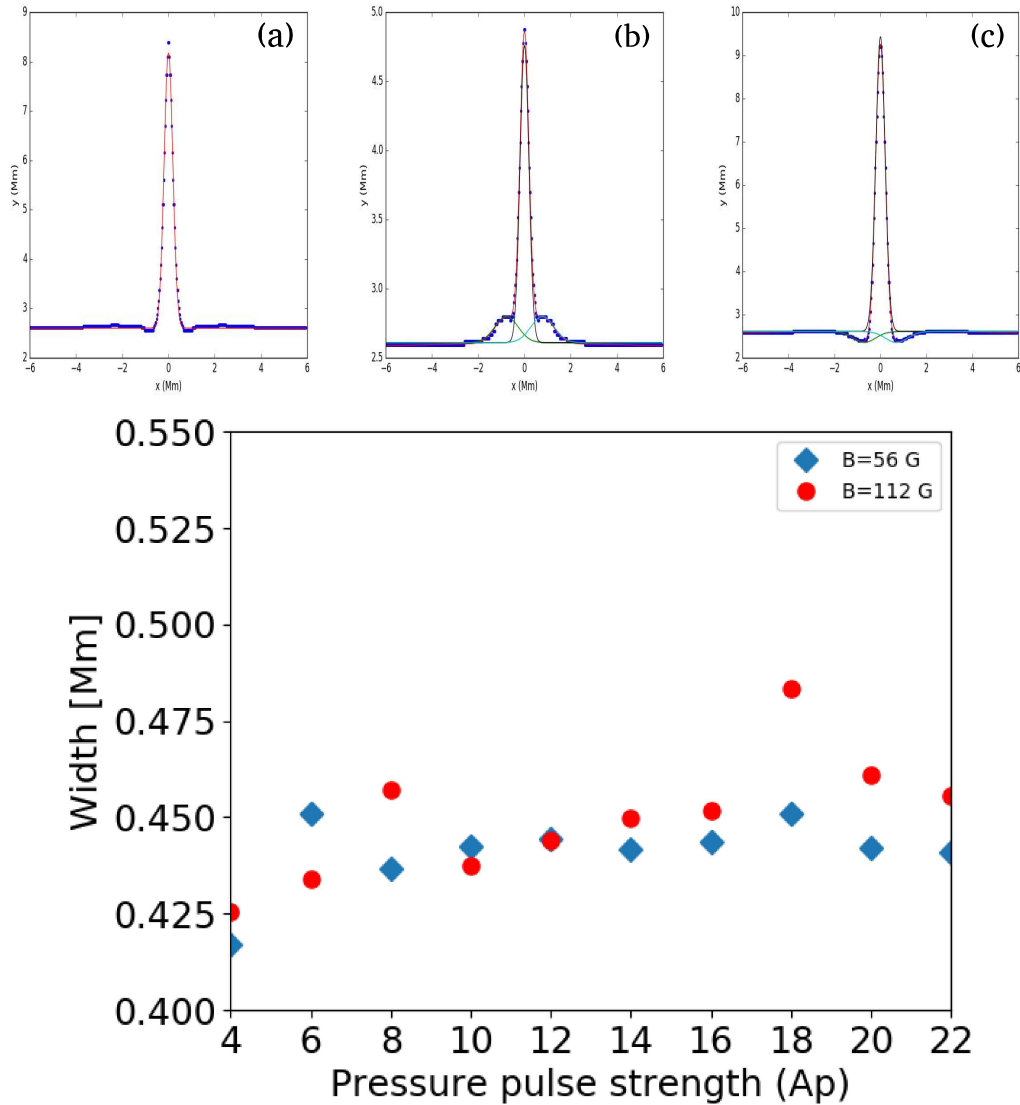 (a)
9
8
7
6
5
4
3
2
y (Mm)
−6 −4 −2 0 2 4 6
x (Mm)
(b)
5.0
4.5
4.0
3.5
3.0
2.5
y (Mm)
−6 −4 −2 0 2 4 6
x (Mm)
(c)
10
9
8
7
6
5
4
3
2
y (Mm)
−6 −4 −2 0 2 4 6
x (Mm)
B=56 G
B=112 G
0.550
0.525
0.500
0.475
0.450
0.425
0.400
Width [Mm]
4 6 8 10 12 14 16 18 20 22
Pressure pulse strength (Ap)